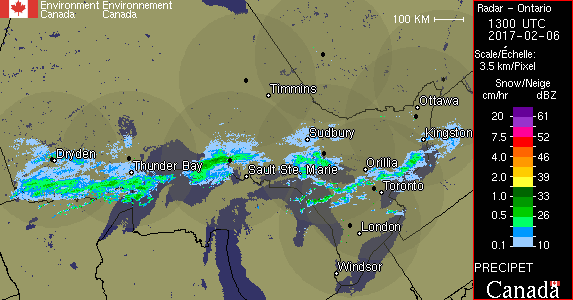 Environment Environnement
Canada Canada
100 KM
Timmins
Ottawa
Sudbury
Kingston
Dryden
Thunder Bay
Sault Ste. Marie
Orillia
Toronto
London
Windsor
Radar - Ontario
1300 UTC
2017-02-06
Scale/Échelle:
3.5 km/Pixel
Snow/Neige
cm/hr dBZ
20 61
7.5 52
4.0 46
2.0 39
1.0 33
0.5 26
0.1 10
PRECIPET
Canada